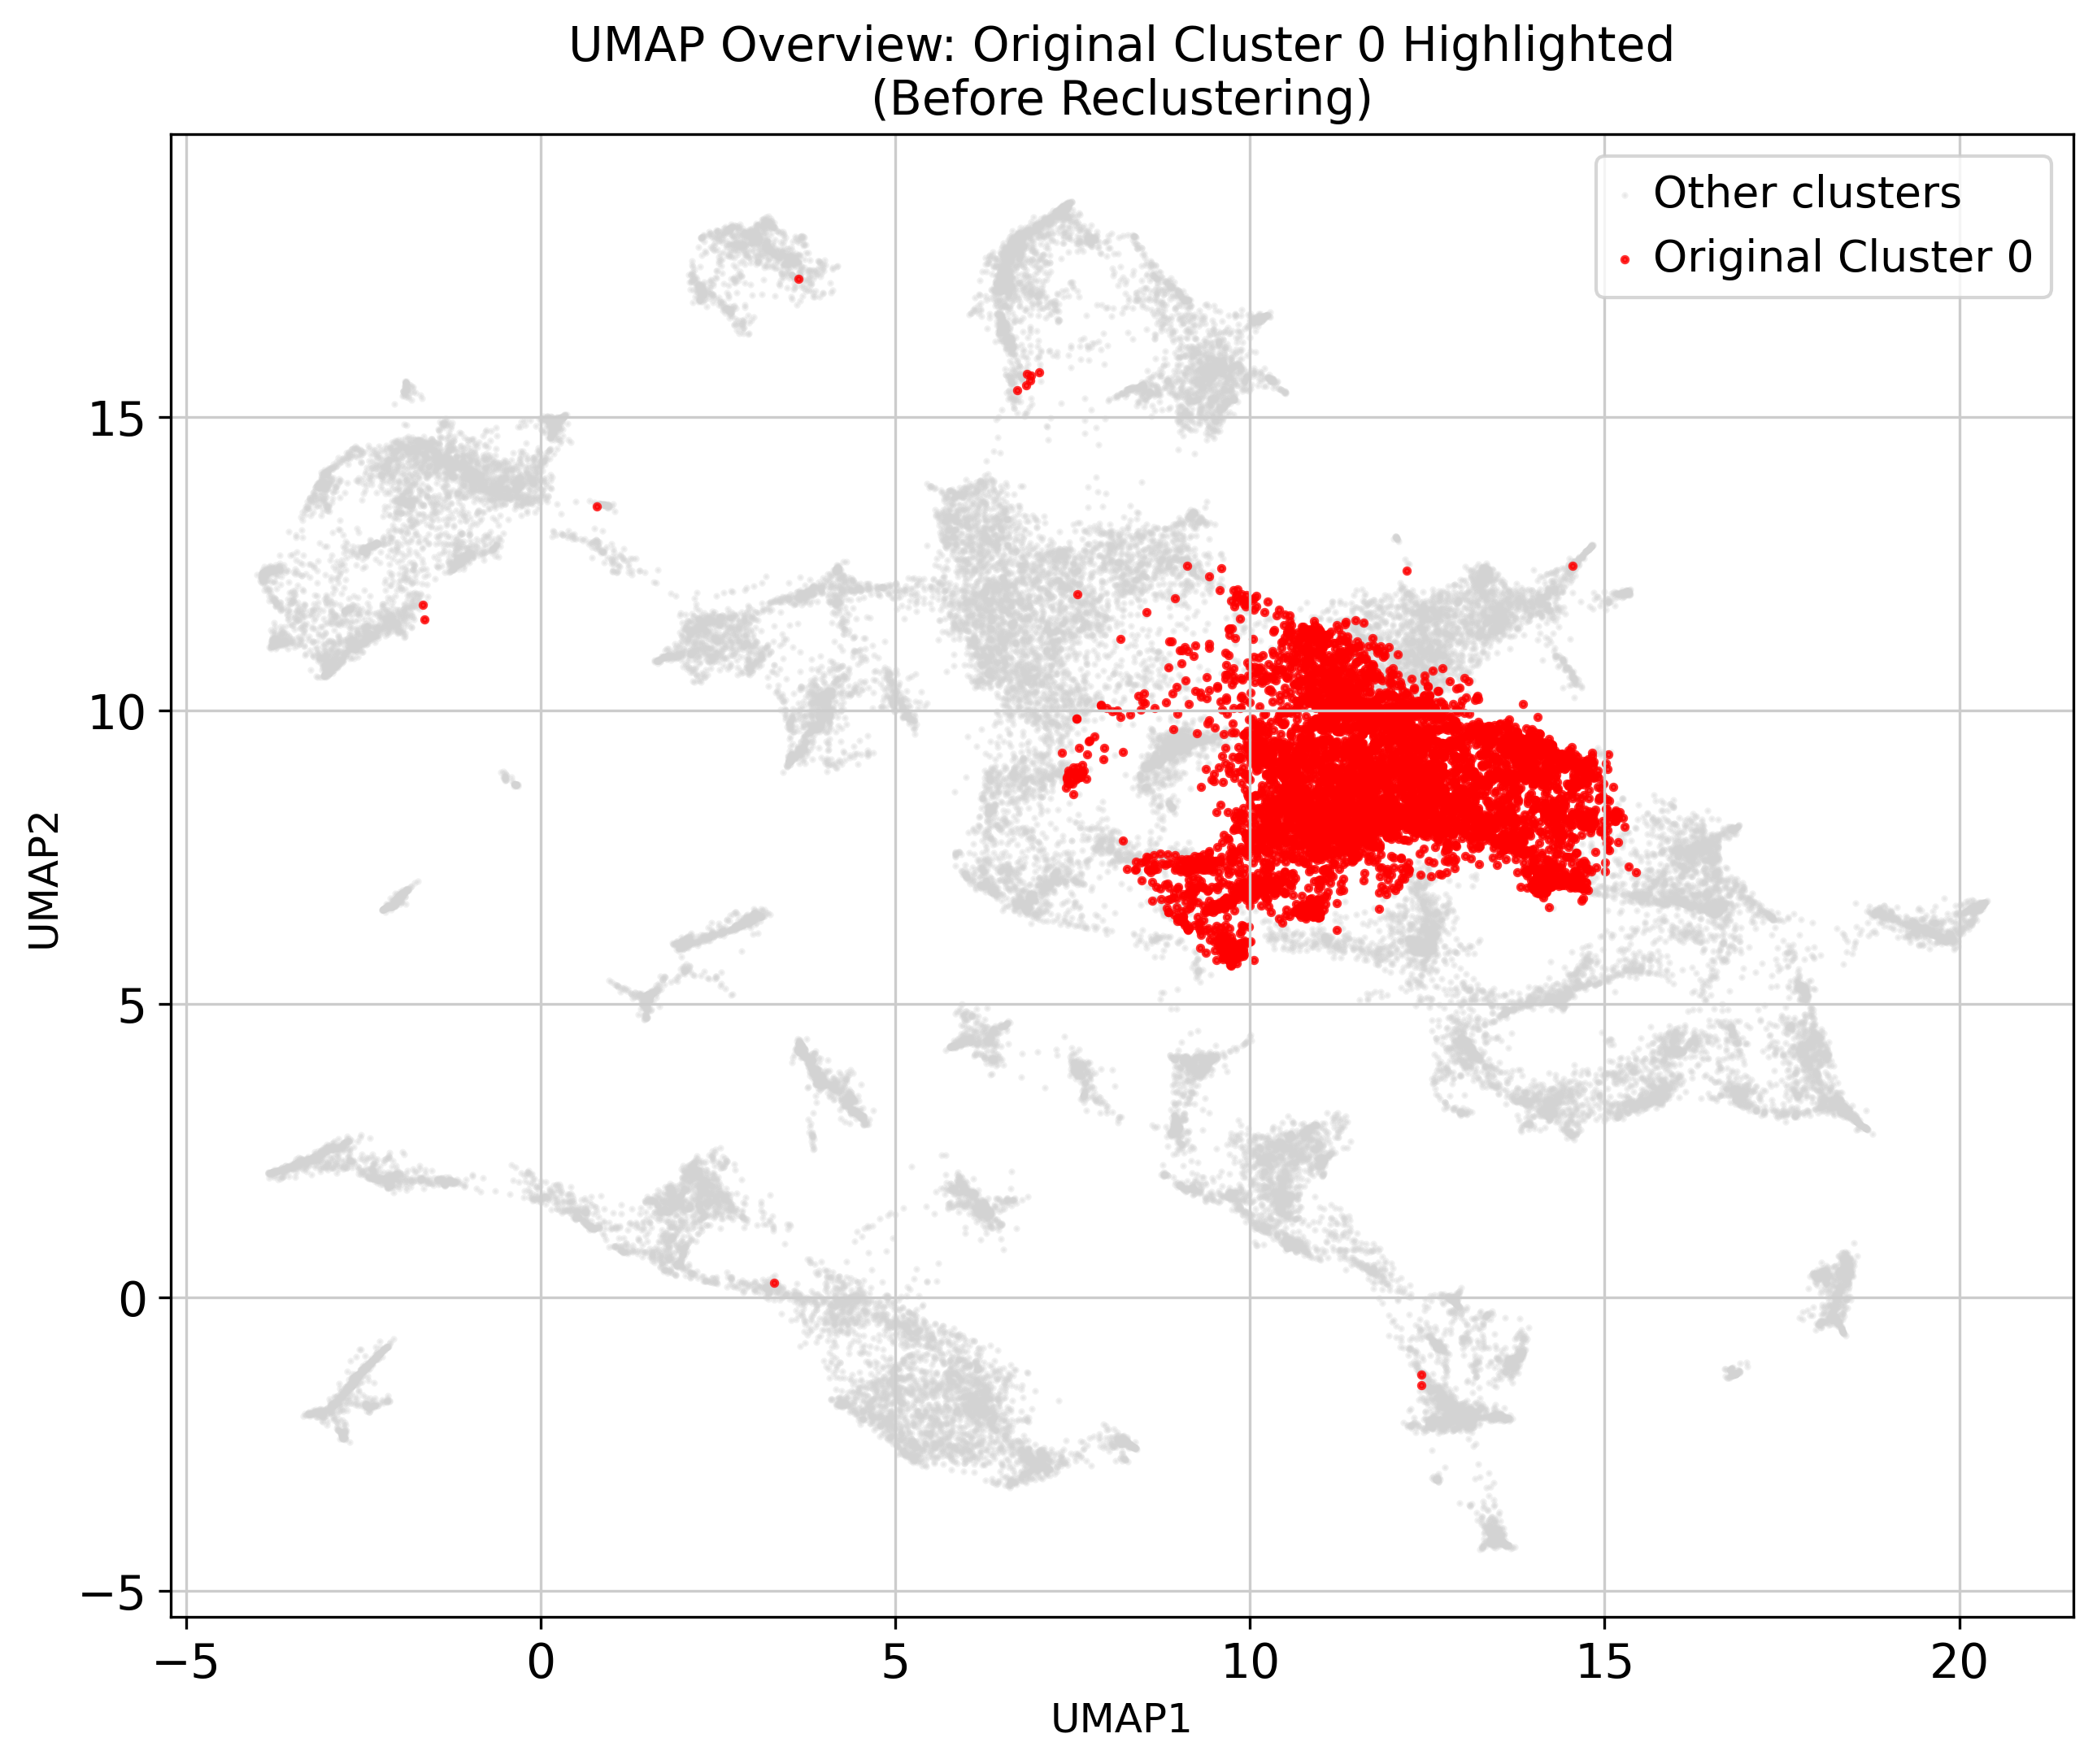 UMAP Overview: Original Cluster 0 Highlighted
(Before Reclustering)
Other clusters
Original Cluster 0
15
10
5
0
−5
UMAP2
−5
0
5
10
15
20
UMAP1